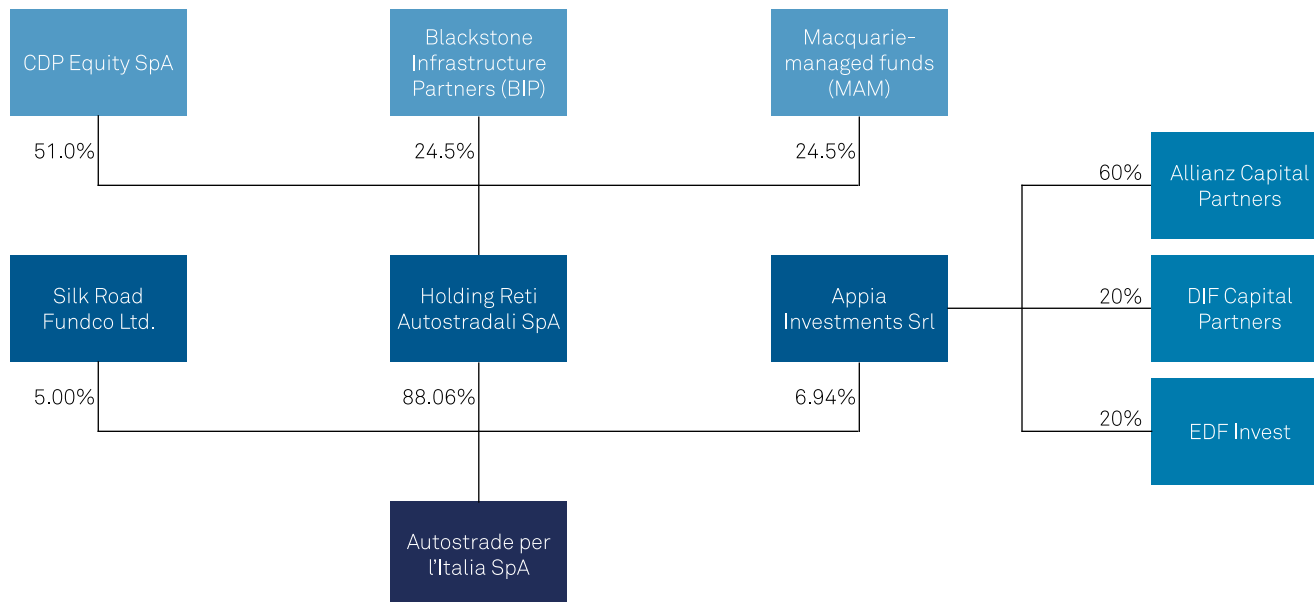 CDP Equity SpA
Blackstone
Infrastructure
Partners (BIP)
Macquarie-
managed funds
(MAM)
51.0%
24.5%
24.5%
60%
Allianz Capital
Partners
Silk Road
Fundco Ltd.
Holding Reti
Autostradali SpA
Appia
Investments Srl
20%
DIF Capital
Partners
5.00%
88.06%
6.94%
20%
EDF Invest
Autostrade per
l'Italia SpA